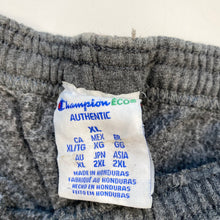 Champion ECO
AUTHENTIC
XL
CA MEX BR
XL/TG XG GG
AU JPN ASIA
XL 2XL 2XL
MADE IN HONDURAS
FABRIQUÉ AU HONDURAS
HECHO EN HONDURAS
FEITO EM HONDURAS